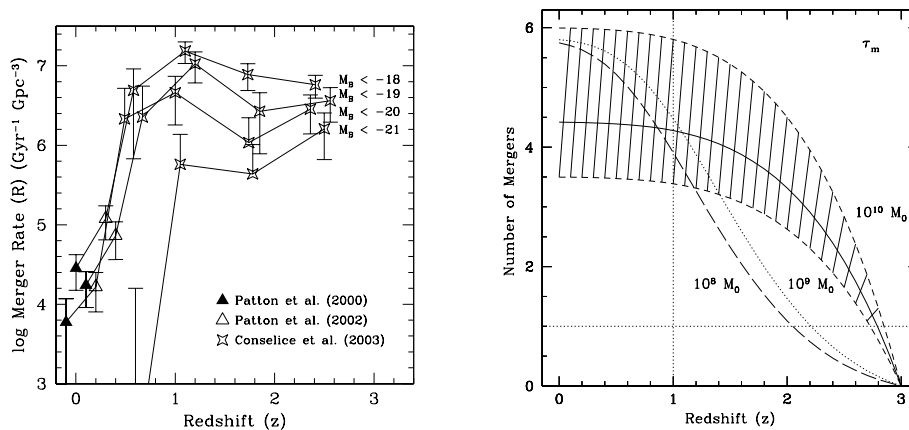 log Merger Rate (R) (Gyr⁻¹ Gpc⁻³)
7
6
5
4
3
M_B < -18
M_B < -19
M_B < -20
M_B < -21
Patton et al. (2000)
Patton et al. (2002)
Conselice et al. (2003)
0 1 2 3
Redshift (z)
Number of Mergers
6
4
2
0
τ_m
10¹⁰ M₀
10⁸ M₀
10⁹ M₀
0 1 2 3
Redshift (z)